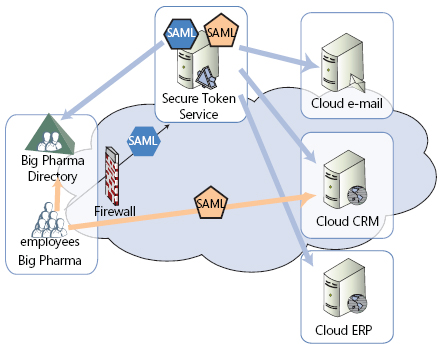 SAML
SAML
Secure Token
Service
Cloud e-mail
SAML
Big Pharma
Directory
Firewall
SAML
Cloud CRM
employees
Big Pharma
Cloud ERP